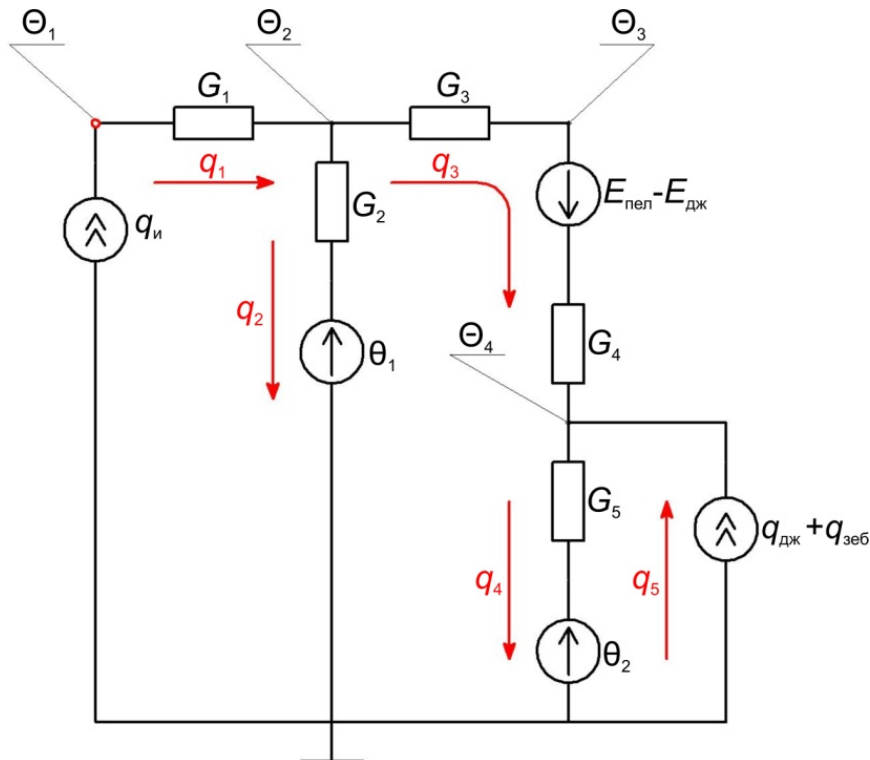 Θ₁
Θ₂
Θ₃
G₁
G₃
q₁
q₃
G₂
Eпел-Eдж
qи
q₂
θ₁
Θ₄
G₄
G₅
qдж+qзеб
q₄
q₅
θ₂